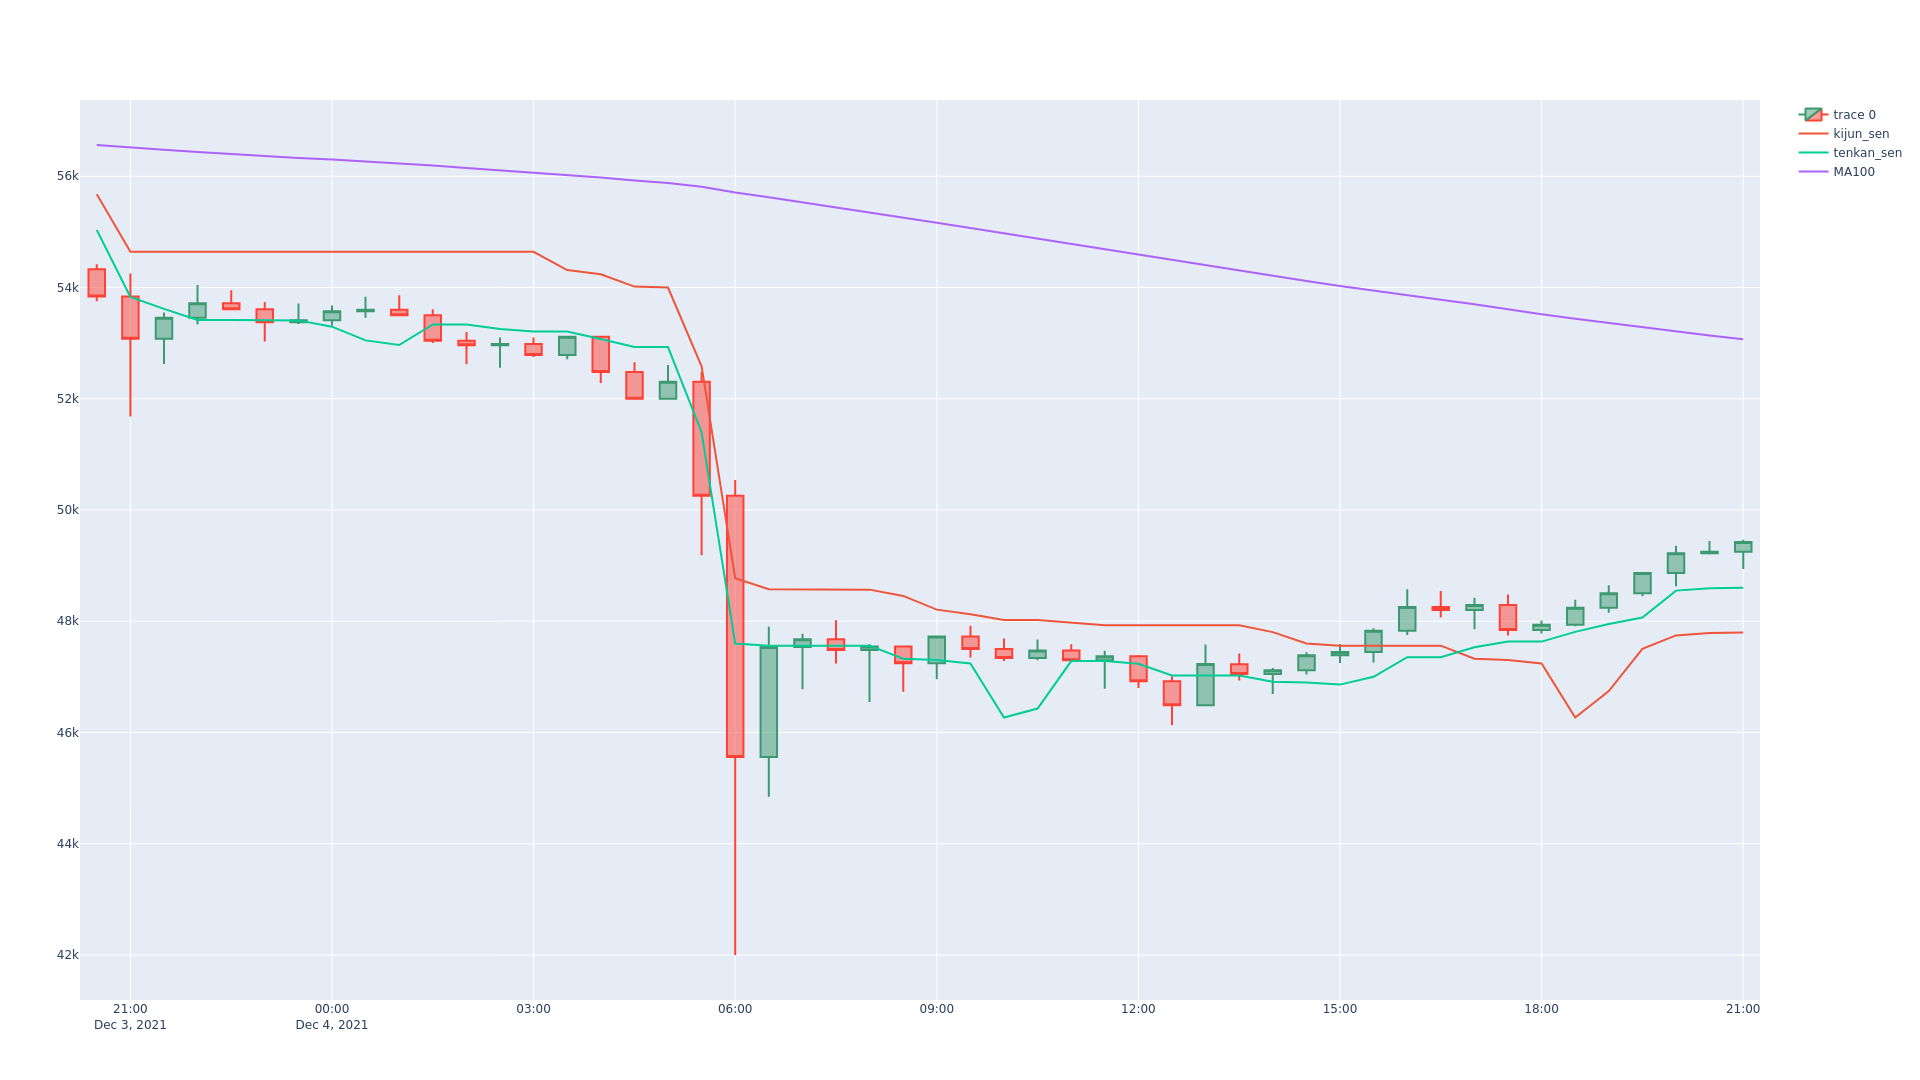 trace 0
kijun_sen
tenkan_sen
MA100
56k
54k
52k
50k
48k
46k
44k
42k
21:00 00:00 03:00 06:00 09:00 12:00 15:00 18:00 21:00
Dec 3, 2021 Dec 4, 2021